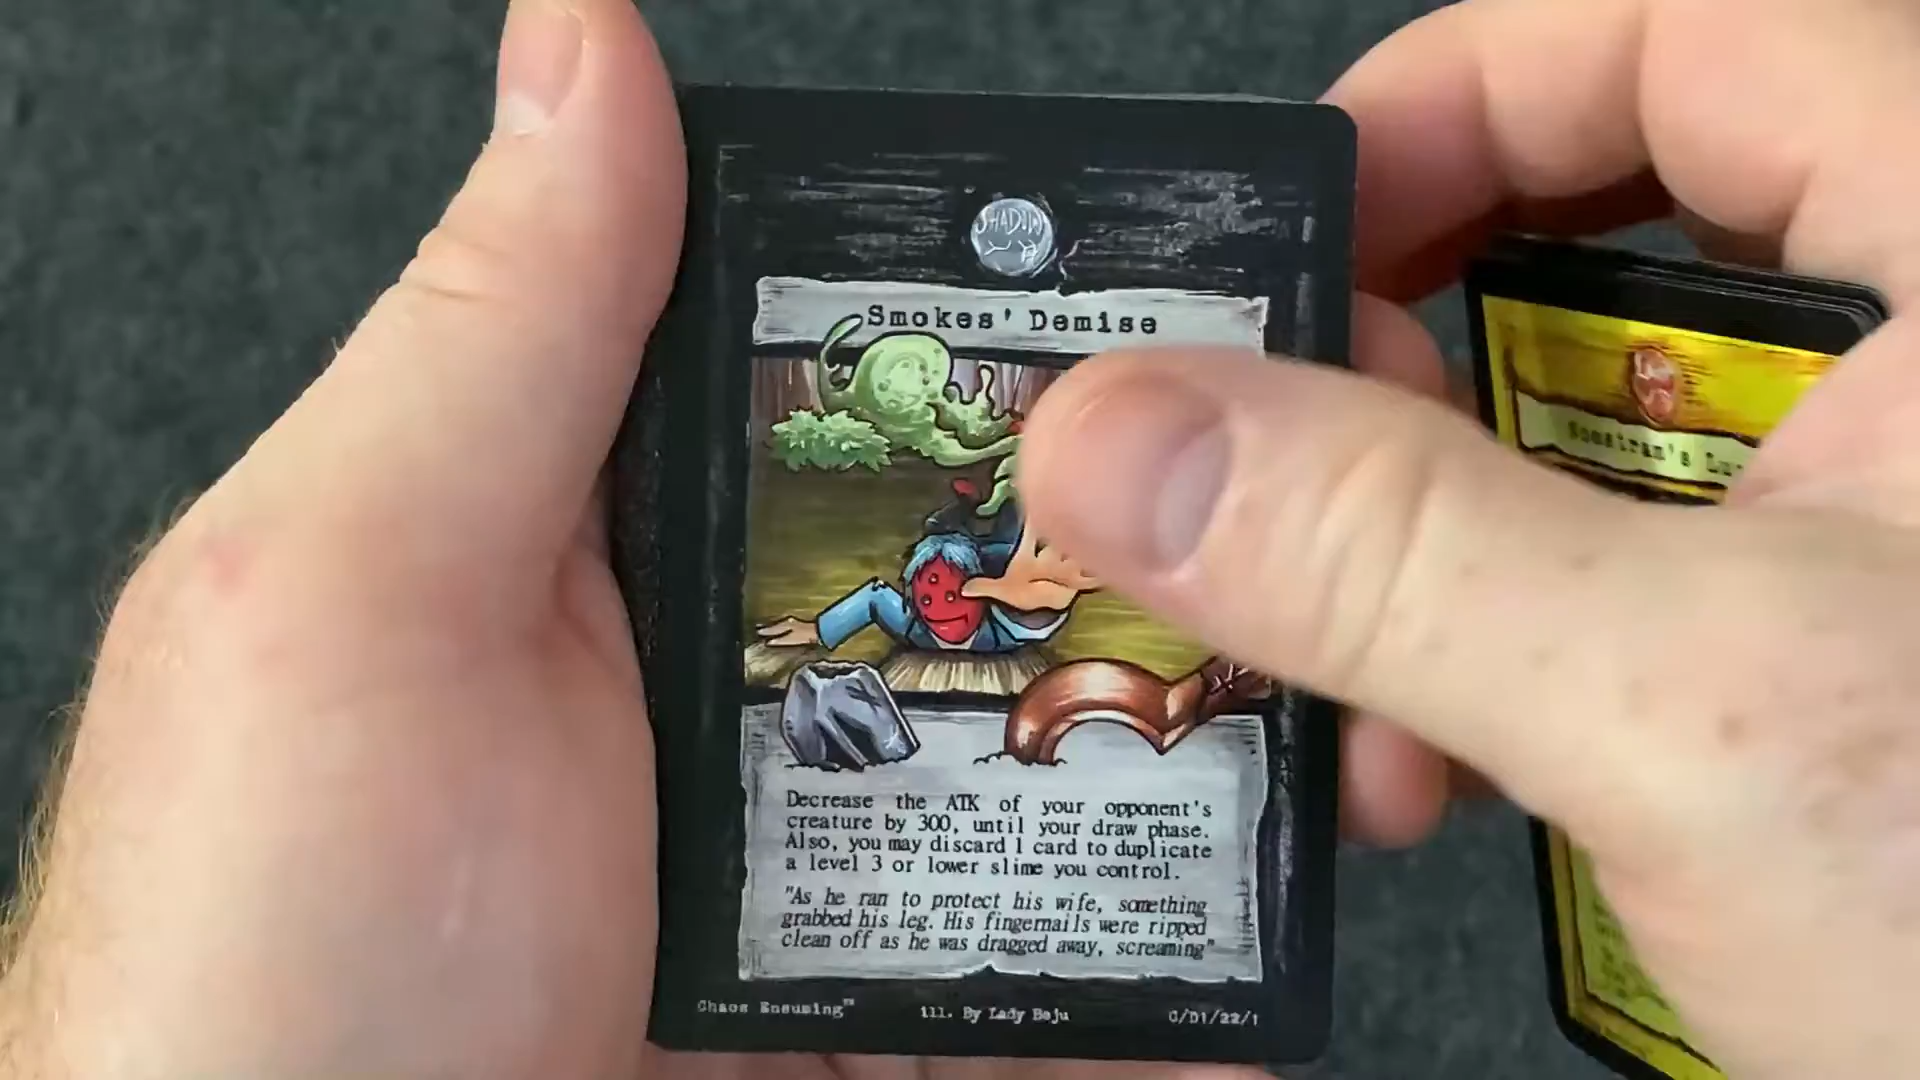 SHADOW
Smokes' Demise
Decrease the ATK of your opponent's
creature by 300, until your draw phase.
Also, you may discard 1 card to duplicate
a level 3 or lower slime you control.
"As he ran to protect his wife, something
grabbed his leg. His fingernails were ripped
clean off as he was dragged away, screaming"
Chaos Ensuing™
ill. By Lady Beju
C/D1/22/1